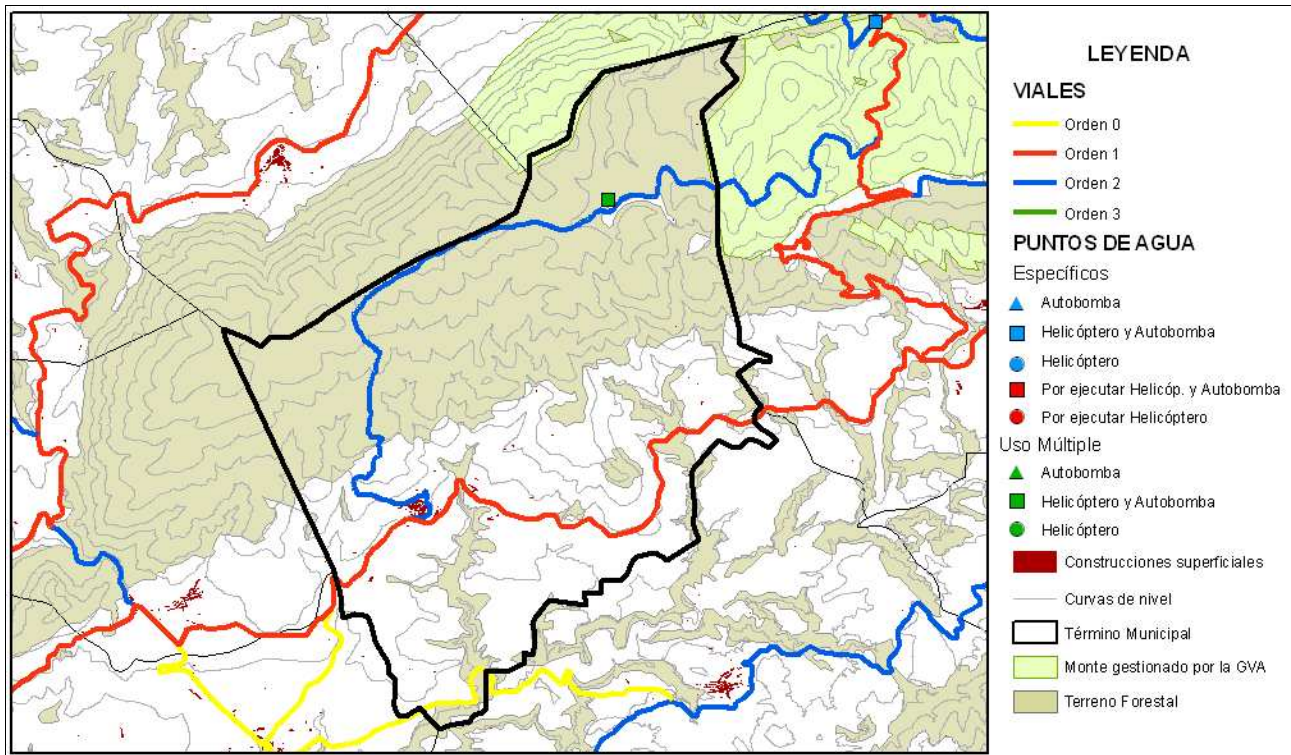 LEYENDA
VIALES
Orden 0
Orden 1
Orden 2
Orden 3
PUNTOS DE AGUA
Específicos
Autobomba
Helicóptero y Autobomba
Helicóptero
Por ejecutar Helicóp. y Autobomba
Por ejecutar Helicóptero
Uso Múltiple
Autobomba
Helicóptero y Autobomba
Helicóptero
Construcciones superficiales
Curvas de nivel
Término Municipal
Monte gestionado por la GVA
Terreno Forestal